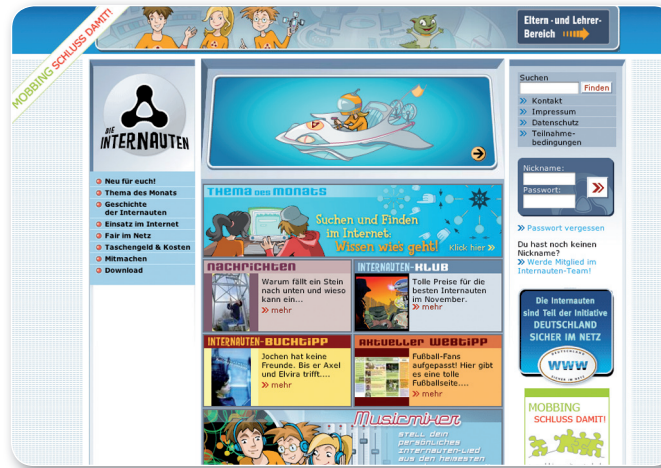 MOBBING SCHLUSS DAMIT!
Eltern-und Lehrer-
Bereich
DIE
INTERNAUTEN
Neu für euch!
Thema des Monats
Geschichte
der Internauten
Einsatz im Internet
Fair im Netz
Taschengeld & Kosten
Mitmachen
Download
THEMA DES MONATS
Suchen und Finden
im Internet.
Wissen wie's geht!
Klick hier »
NACHRICHTEN
Warum fällt ein Stein
nach unten und wieso
kann ein...
» mehr
INTERNAUTEN-KLUB
Tolle Preise für die
besten Internauten
im November.
» mehr
INTERNAUTEN-BUCHTIPP
Jochen hat keine
Freunde. Bis er Axel
und Elvira trifft....
» mehr
AKTUELLER WEBTIPP
Fußball-Fans
aufgepasst! Hier gibt
es eine tolle
Fußballseite....
» mehr
Musicmixer
STELL DEIN
PERSÖNLICHES
INTERNAUTEN-LIED
AUS DEN HEISESTEN
Suchen
Finden
» Kontakt
» Impressum
» Datenschutz
» Teilnahme-
bedingungen
Nickname:
Passwort:
»
» Passwort vergessen
Du hast noch keinen
Nickname?
» Werde Mitglied im
Internauten-Team!
Die Internauten
sind Teil der Initiative
DEUTSCHLAND
SICHER IM NETZ
DEUTSCHLAND
WWW
SICHER IM NETZ
MOBBING
SCHLUSS DAMIT!